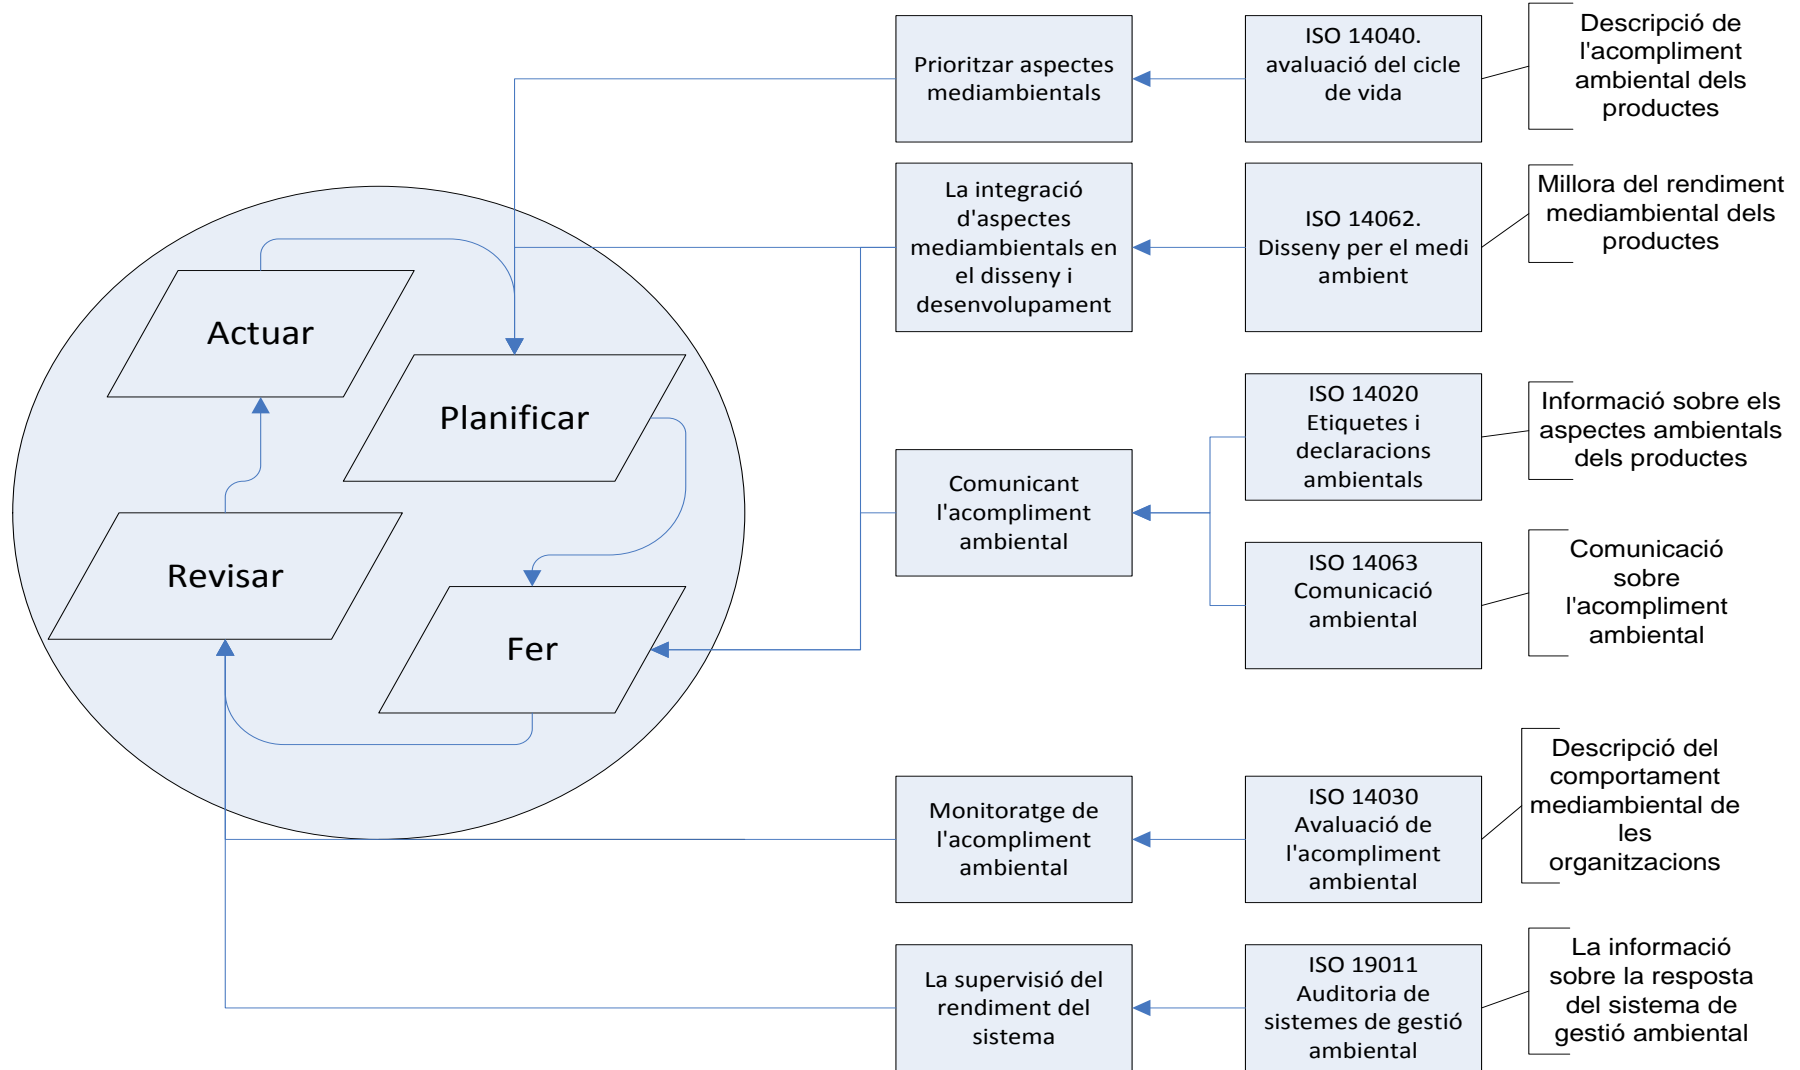 Prioritzar aspectes
mediambientals
ISO 14040.
avaluació del cicle
de vida
Descripció de
l'acompliment
ambiental dels
productes
La integració
d'aspectes
mediambientals en
el disseny i
desenvolupament
ISO 14062.
Disseny per el medi
ambient
Millora del rendiment
mediambiental dels
productes
Actuar
Planificar
Revisar
Fer
Comunicant
l'acompliment
ambiental
ISO 14020
Etiquetes i
declaracions
ambientals
Informació sobre els
aspectes ambientals
dels productes
ISO 14063
Comunicació
ambiental
Comunicació
sobre
l'acompliment
ambiental
Monitoratge de
l'acompliment
ambiental
ISO 14030
Avaluació de
l'acompliment
ambiental
Descripció del
comportament
mediambiental de
les
organitzacions
La supervisió del
rendiment del
sistema
ISO 19011
Auditoria de
sistemes de gestió
ambiental
La informació
sobre la resposta
del sistema de
gestió ambiental